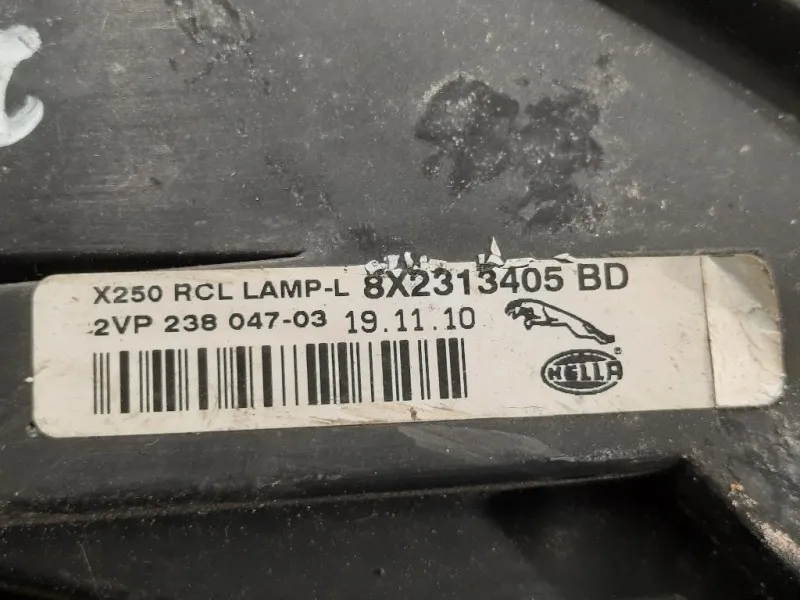 X250 RCL LAMP-L 8X2313405 BD
2VP 238 047-03 19.11.10
HELLA ®